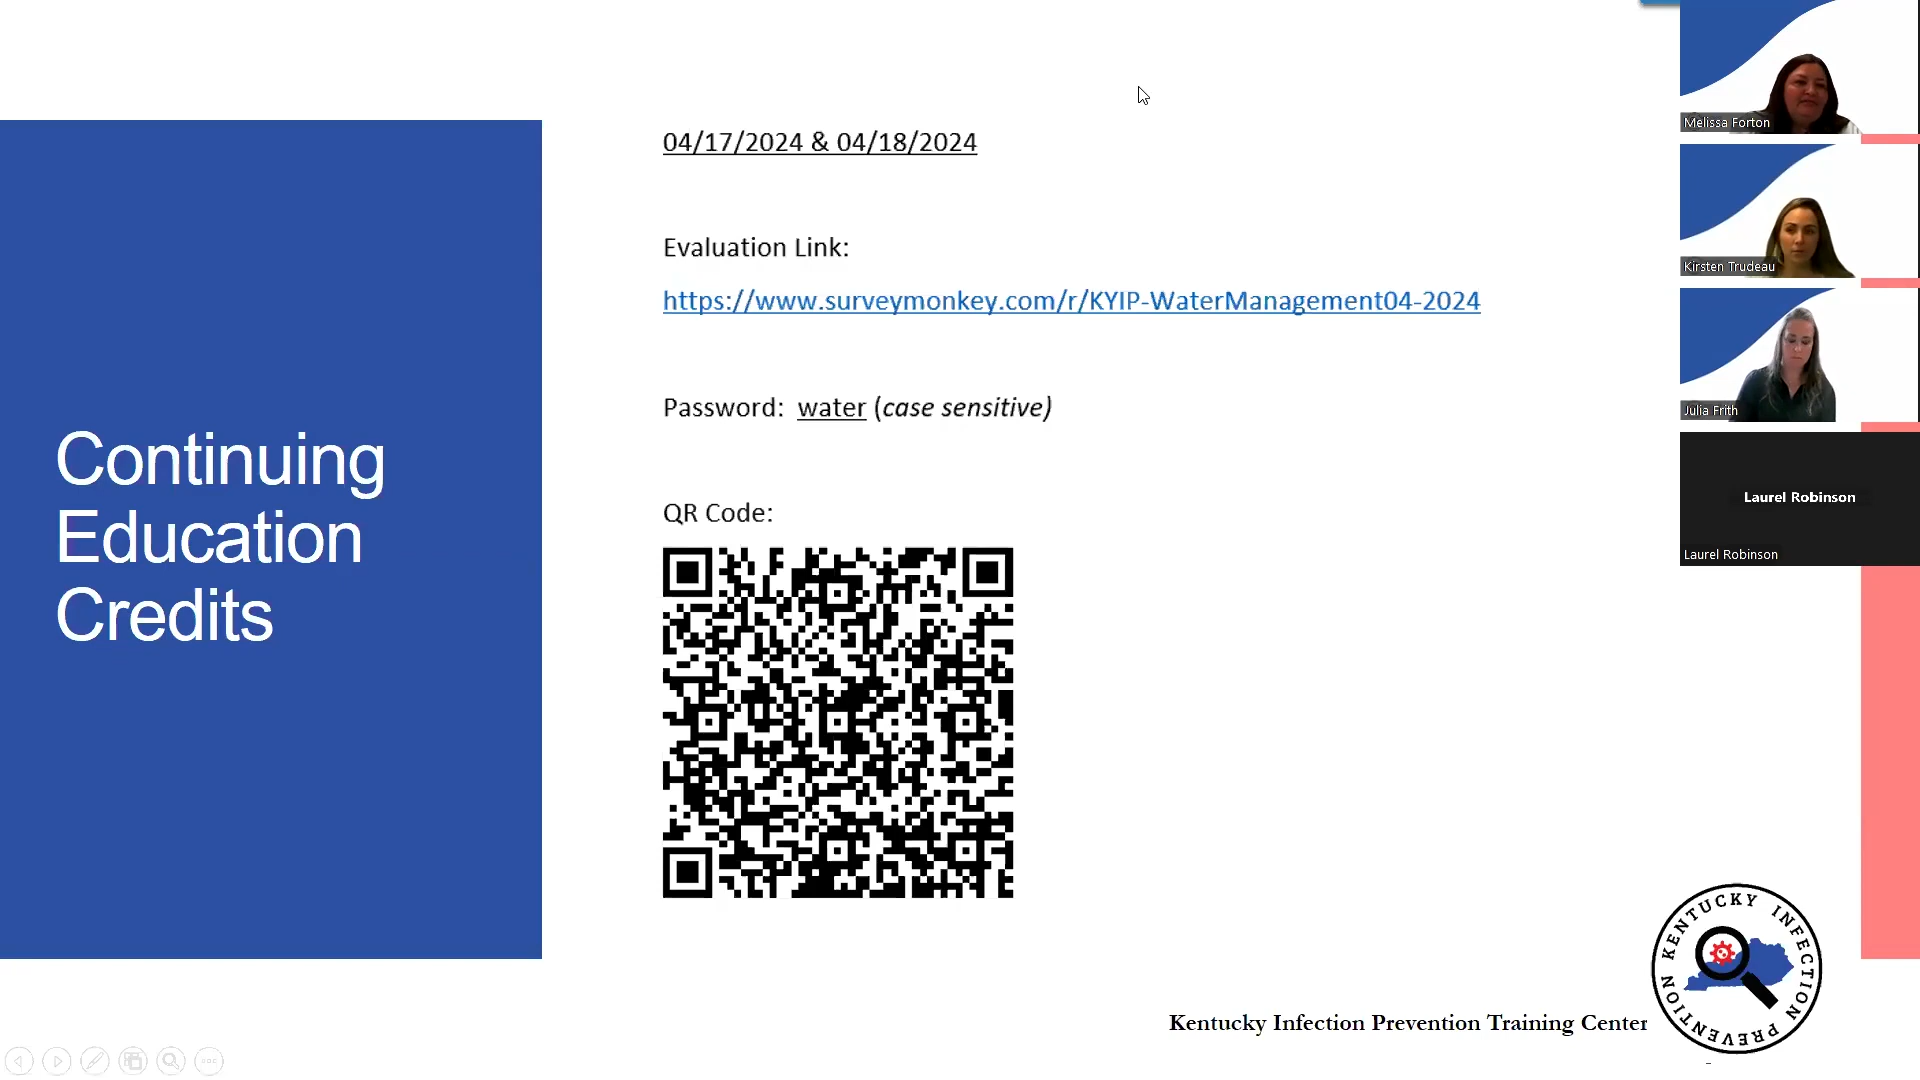 Continuing
Education
Credits
04/17/2024 & 04/18/2024
Evaluation Link:
https://www.surveymonkey.com/r/KYIP-WaterManagement04-2024
Password:  water (case sensitive)
QR Code:
Melissa Forton
Kirsten Trudeau
Julia Frith
Laurel Robinson
Laurel Robinson
Kentucky Infection Prevention Training Center
KENTUCKY INFECTION PREVENTION